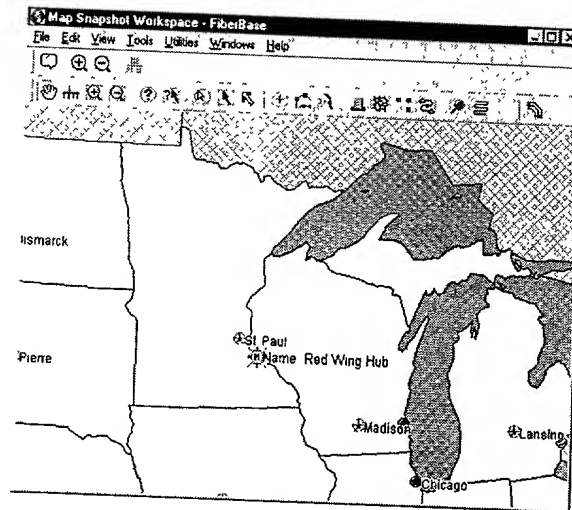 Map Snapshot Workspace - FiberBase
File Edit View Tools Utilities Windows Help
ismarck
St Paul
Pierre
Name Red Wing Hub
Madison
Lansing
Chicago